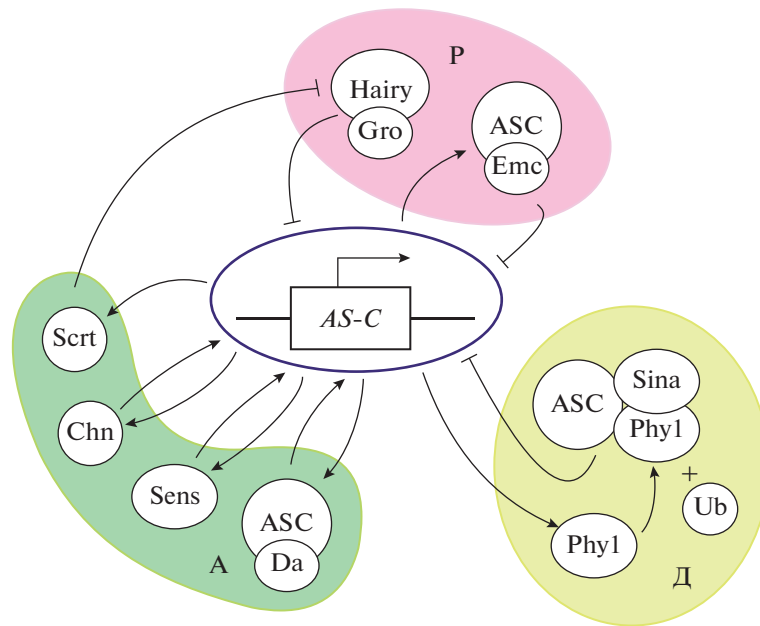 Р
Hairy
Gro
ASC
Emc
AS-C
Scrt
Chn
Sens
ASC
Da
А
ASC
Sina
Phy1
+
Ub
Phy1
Д